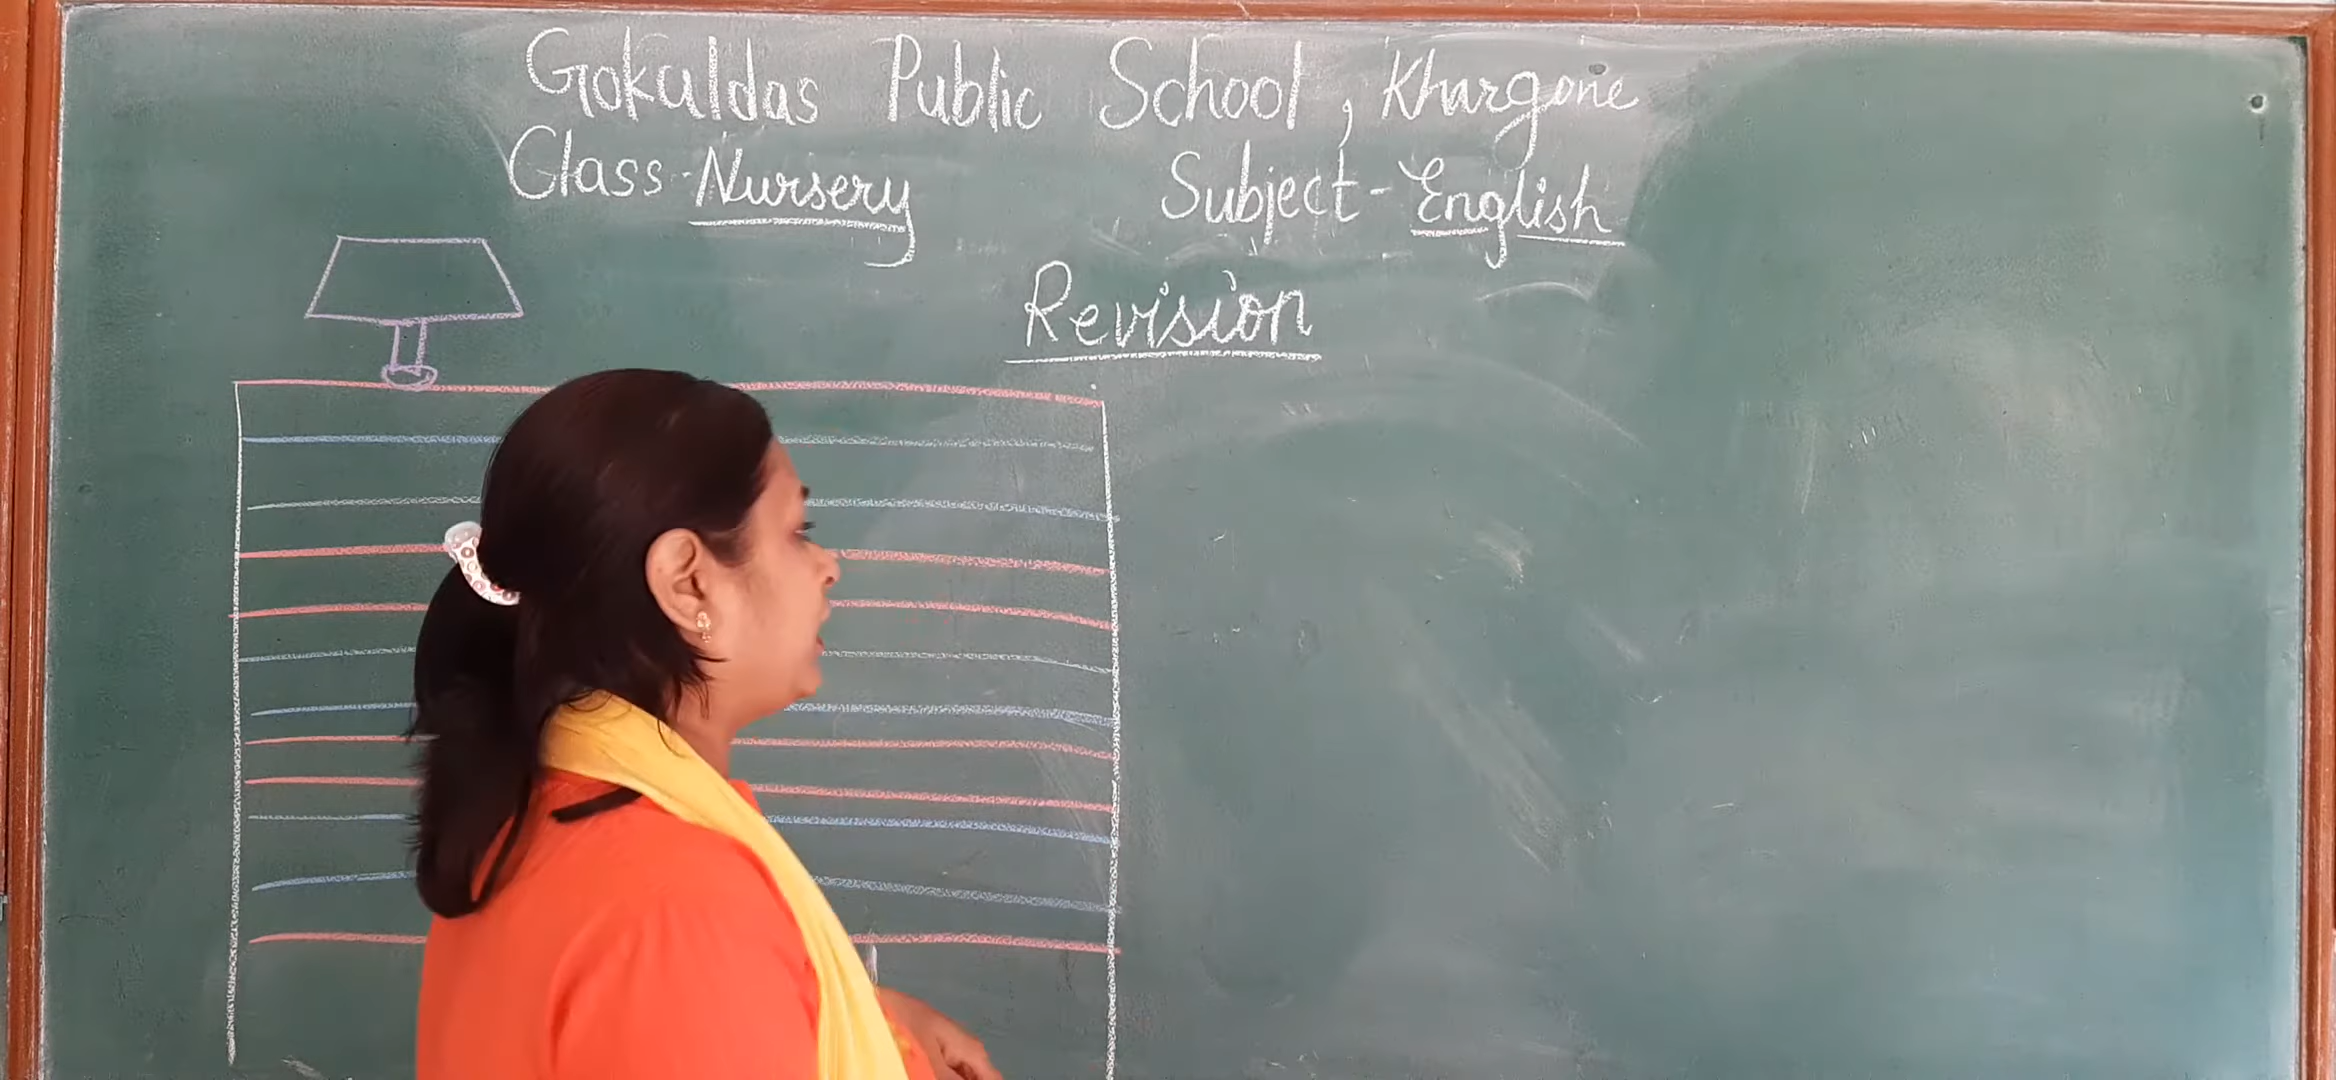 Gokuldas Public School, Khargone
Class-Nursery Subject-English
Revision